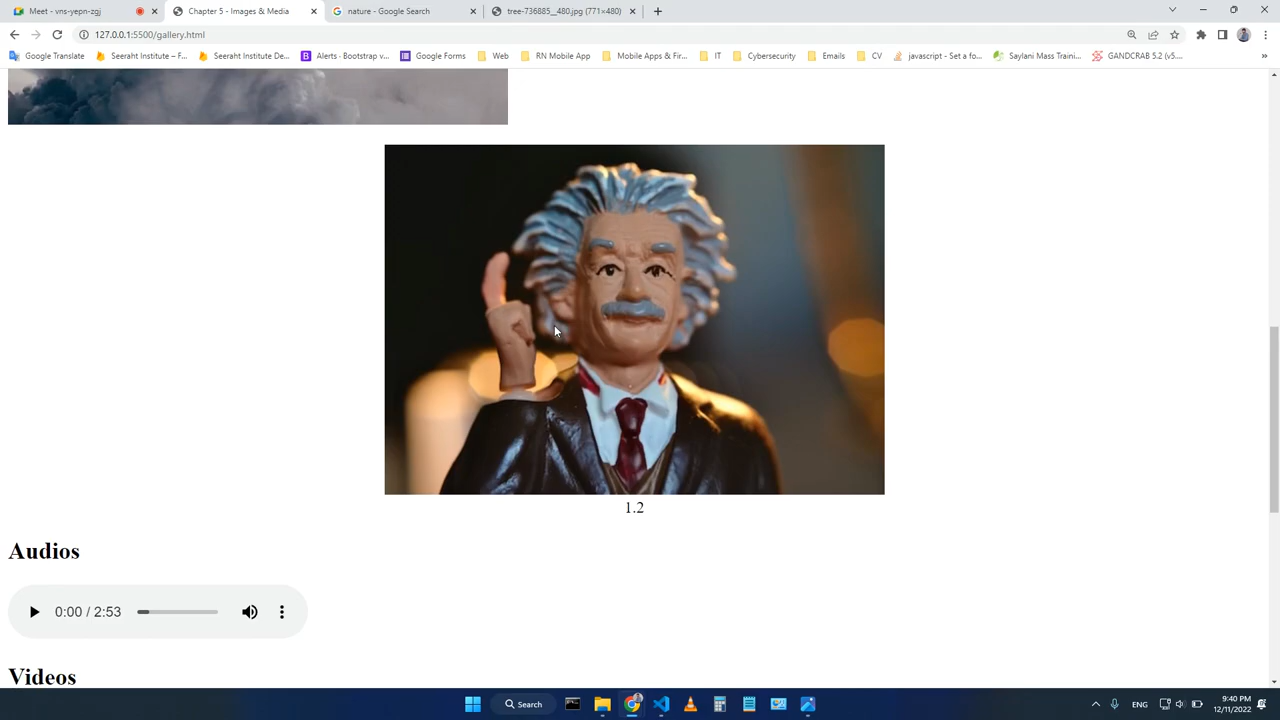 Meet - vns-yepn-zgj
Chapter 5 - Images & Media
nature - Google Search
tree-736885__480.jpg (771×480)
127.0.0.1:5500/gallery.html
Google Translate
Seeraht Institute – F...
Seeraht Institute De...
Alerts · Bootstrap v...
Google Forms
Web
RN Mobile App
Mobile Apps & Fir...
IT
Cybersecurity
Emails
CV
javascript - Set a fo...
Saylani Mass Traini...
GANDCRAB 5.2 (v5....
»
1.2
Audios
0:00 / 2:53
Videos
Search
ENG
9:40 PM
12/11/2022